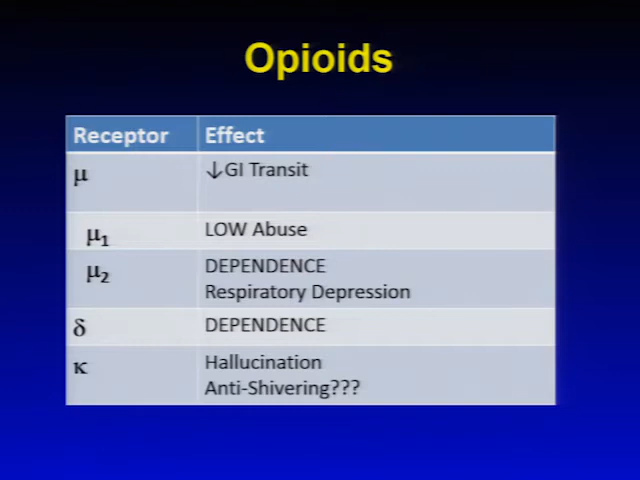 Opioids
Receptor Effect
μ ↓GI Transit
μ1 LOW Abuse
μ2 DEPENDENCE
Respiratory Depression
δ DEPENDENCE
κ Hallucination
Anti-Shivering???